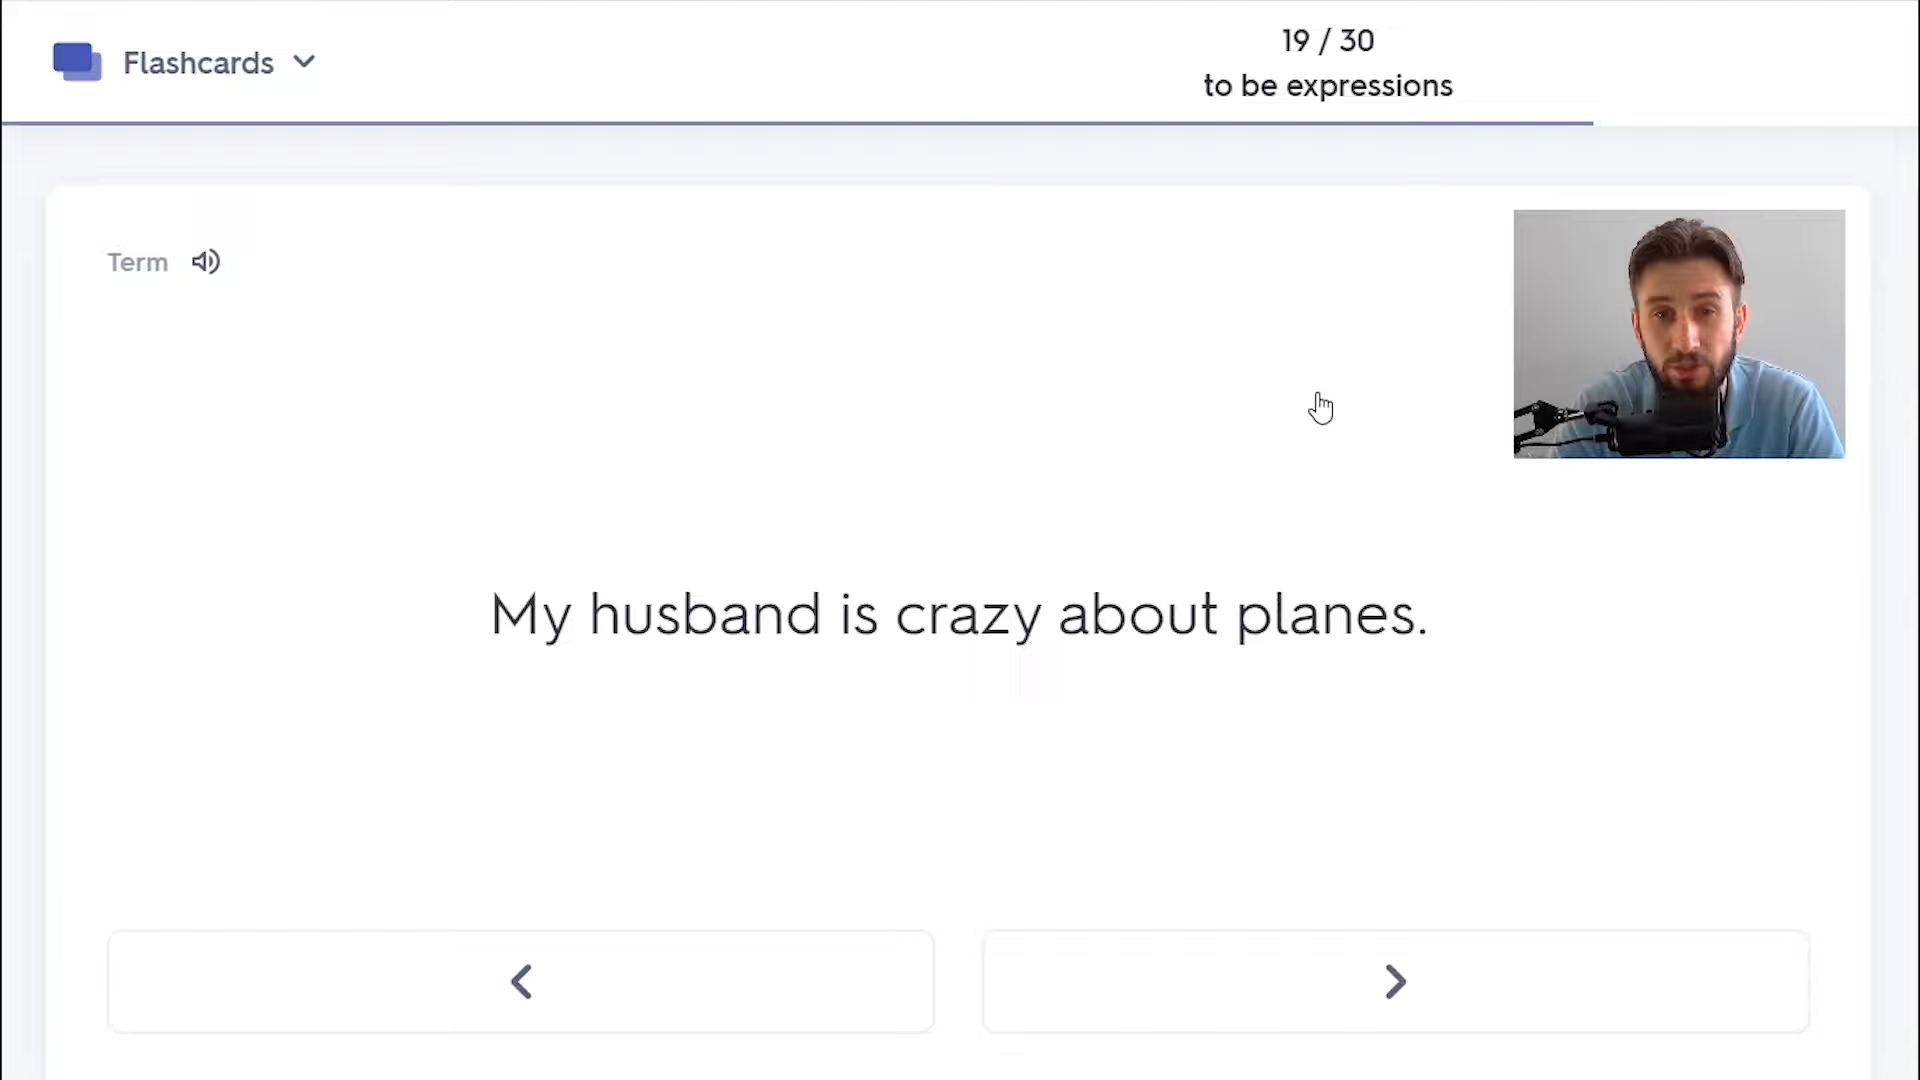 Flashcards
19 / 30
to be expressions
Term
My husband is crazy about planes.